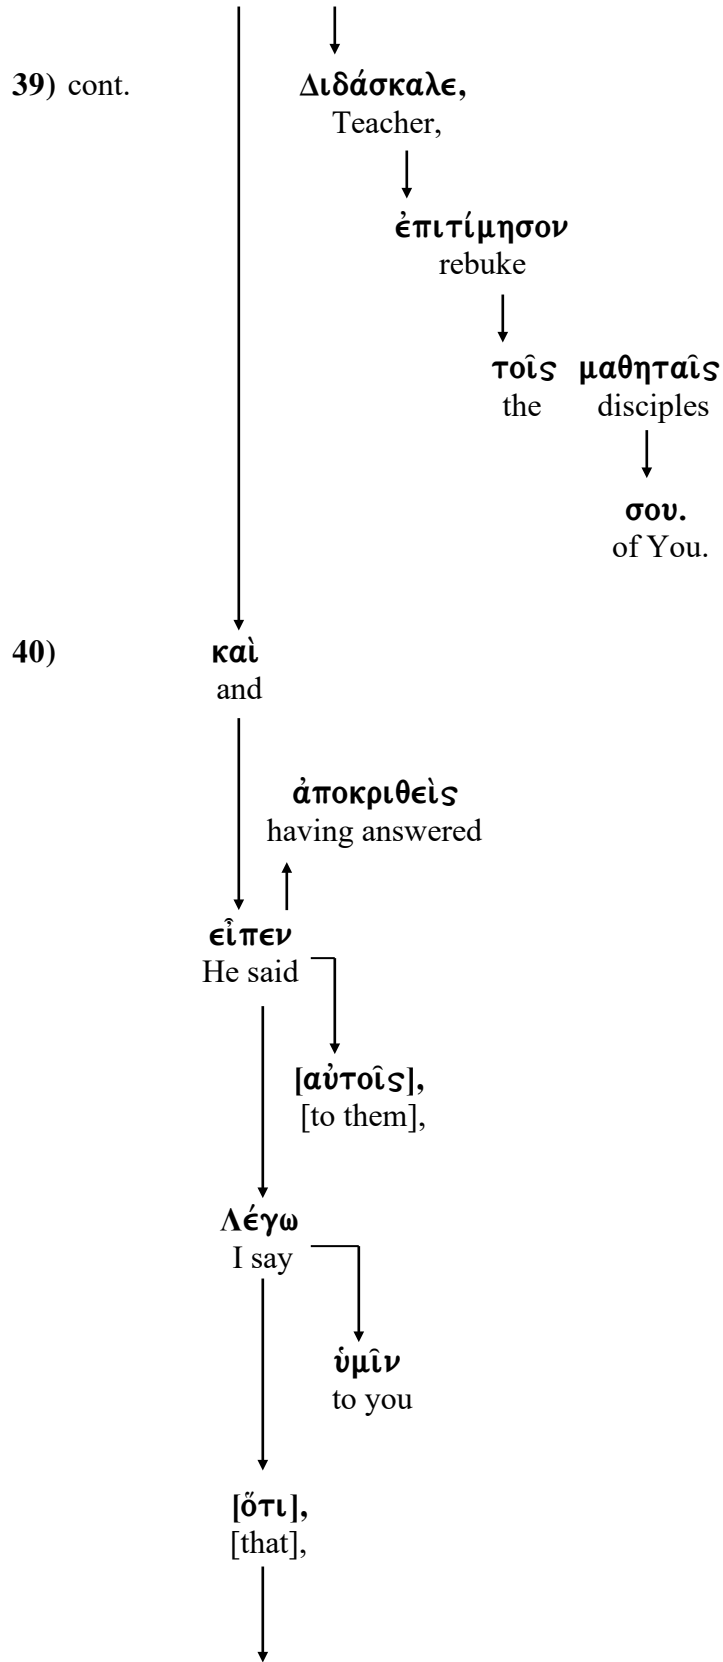 39) cont. Διδάσκαλε,
Teacher,
ἐπιτίμησον
rebuke
τοῖς μαθηταῖς
the disciples
σου.
of You.
40) καὶ
and
ἀποκριθεὶς
having answered
εἶπεν
He said
[αὐτοῖς],
[to them],
Λέγω
I say
ὑμῖν
to you
[ὅτι],
[that],